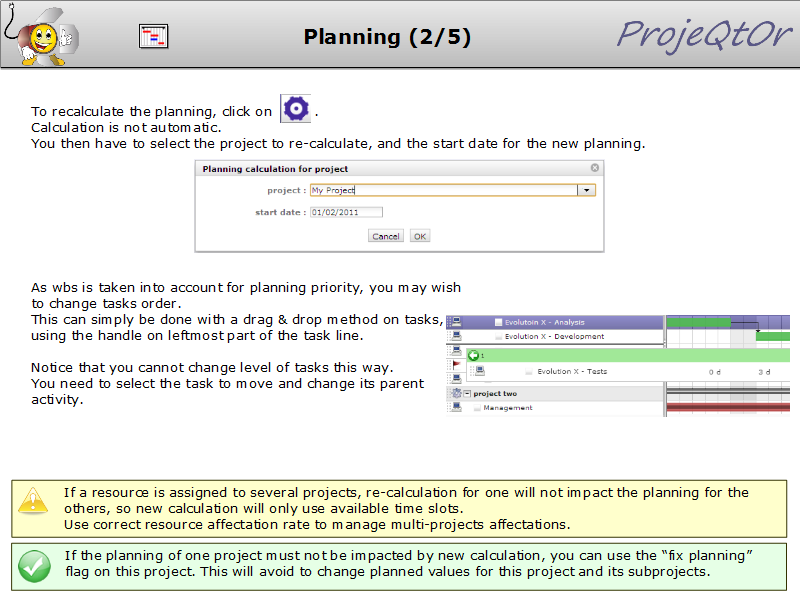 Planning (2/5)
ProjeQtOr
To recalculate the planning, click on .
Calculation is not automatic.
You then have to select the project to re-calculate, and the start date for the new planning.
Planning calculation for project
project : My Project
start date : 01/02/2011
Cancel OK
As wbs is taken into account for planning priority, you may wish
to change tasks order.
This can simply be done with a drag & drop method on tasks,
using the handle on leftmost part of the task line.
Notice that you cannot change level of tasks this way.
You need to select the task to move and change its parent
activity.
Evolutoin X - Analysis
Evolution X - Development
1
Evolution X - Tests 0 d 3 d
project two
Management
If a resource is assigned to several projects, re-calculation for one will not impact the planning for the
others, so new calculation will only use available time slots.
Use correct resource affectation rate to manage multi-projects affectations.
If the planning of one project must not be impacted by new calculation, you can use the “fix planning”
flag on this project. This will avoid to change planned values for this project and its subprojects.